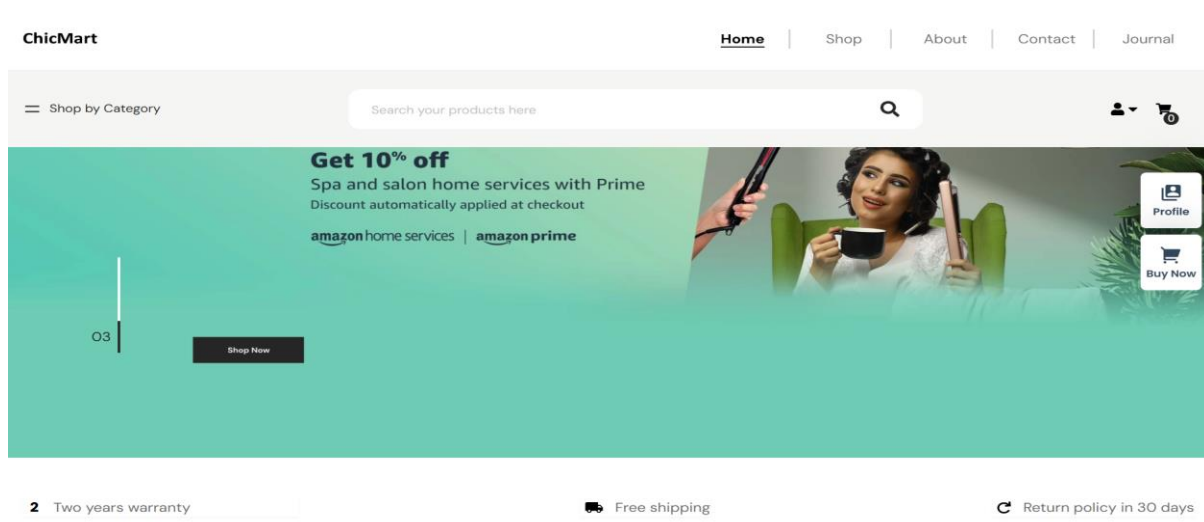 ChicMart
Home Shop About Contact Journal
Shop by Category
Search your products here
0
Get 10% off
Spa and salon home services with Prime
Discount automatically applied at checkout
amazon home services | amazon prime
Profile
Buy Now
03
Shop Now
2 Two years warranty
Free shipping
Return policy in 30 days